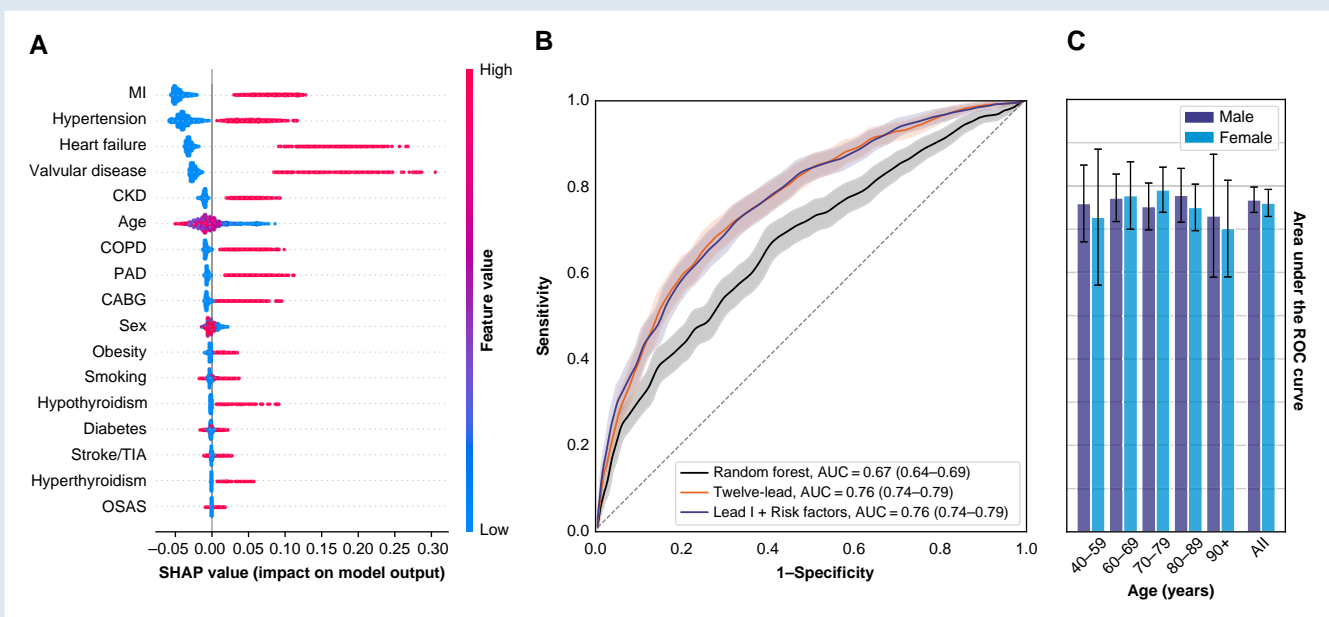 A
MI
Hypertension
Heart failure
Valvular disease
CKD
Age
COPD
PAD
CABG
Sex
Obesity
Smoking
Hypothyroidism
Diabetes
Stroke/TIA
Hyperthyroidism
OSAS
–0.05 0.00 0.05 0.10 0.15 0.20 0.25 0.30
SHAP value (impact on model output)
High
Feature value
Low
B
1.0
0.8
0.6
0.4
0.2
0.0
Sensitivity
Random forest, AUC = 0.67 (0.64–0.69)
Twelve-lead, AUC = 0.76 (0.74–0.79)
Lead I + Risk factors, AUC = 0.76 (0.74–0.79)
0.0 0.2 0.4 0.6 0.8 1.0
1–Specificity
C
Male
Female
Area under the ROC curve
40–59 60–69 70–79 80–89 90+ All
Age (years)